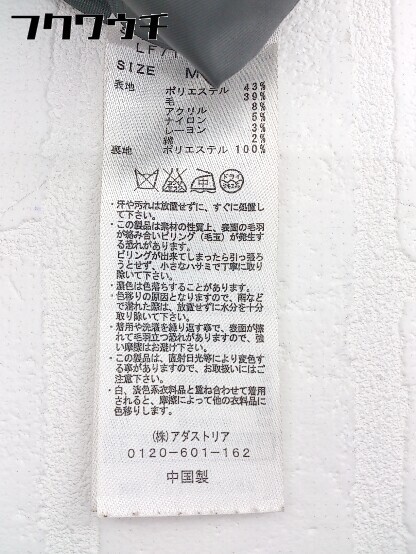 フクウクウチ
LF71
SIZE M
表地 ポリエステル 43%
毛 39%
アクリル 8%
ナイロン 5%
レーヨン 3%
綿 2%
裏地 ポリエステル 100%
ドライ
・汗や汚れは放置せずに、すぐに処置し
て下さい。
・この製品は素材の性質上、表面の毛羽
が絡み合いピリング（毛玉）が発生す
る恐れがあります。
ピリングが出来てしまったら引っ張ろ
うとせず、小さなハサミで丁寧に取り
除いて下さい。
・濃色は色落ちすることがあります。
色移りの原因となりますので、雨など
で濡れた際は、放置せずに水分を十分
取り除いて下さい。
・着用や洗濯を繰り返す事で、表面が擦
れて毛羽立つ恐れがありますので、強
い摩擦はお避け下さい。
・この製品は、直射日光等により変色す
る事がありますので、お取扱いにはご
注意下さい。
・白、淡色系衣料品と重ね合わせて着用
されると、摩擦によって他の衣料品に
色移りします。
(株)アダストリア
0120-601-162
中国製